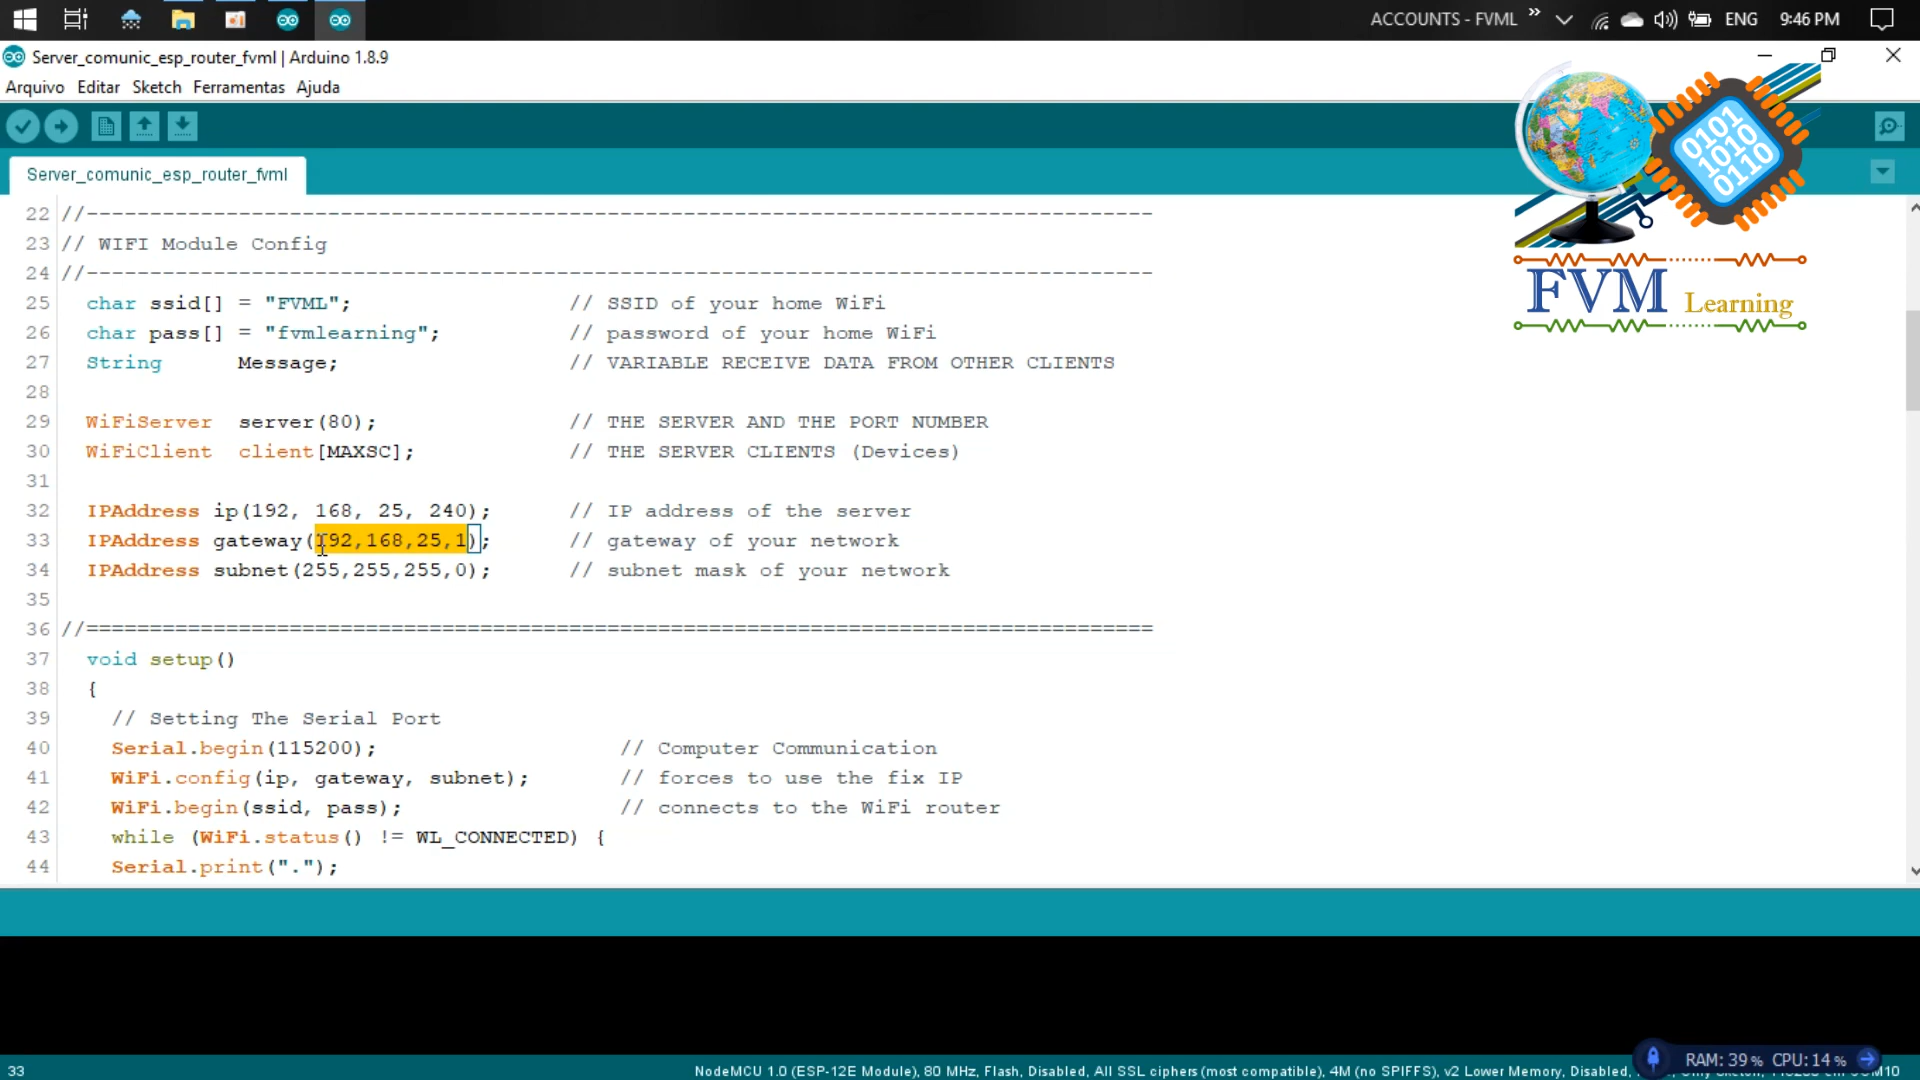 ACCOUNTS - FVML
ENG
9:46 PM
Server_comunic_esp_router_fvml | Arduino 1.8.9
Arquivo Editar Sketch Ferramentas Ajuda
Server_comunic_esp_router_fvml
22 //------------------------------------------------------------------------------------
23 // WIFI Module Config
24 //------------------------------------------------------------------------------------
25 char ssid[] = "FVML"; // SSID of your home WiFi
26 char pass[] = "fvmlearning"; // password of your home WiFi
27 String Message; // VARIABLE RECEIVE DATA FROM OTHER CLIENTS
28
29 WiFiServer server(80); // THE SERVER AND THE PORT NUMBER
30 WiFiClient client[MAXSC]; // THE SERVER CLIENTS (Devices)
31
32 IPAddress ip(192, 168, 25, 240); // IP address of the server
33 IPAddress gateway(192,168,25,1); // gateway of your network
34 IPAddress subnet(255,255,255,0); // subnet mask of your network
35
36 //====================================================================================
37 void setup()
38 {
39 // Setting The Serial Port
40 Serial.begin(115200); // Computer Communication
41 WiFi.config(ip, gateway, subnet); // forces to use the fix IP
42 WiFi.begin(ssid, pass); // connects to the WiFi router
43 while (WiFi.status() != WL_CONNECTED) {
44 Serial.print(".");
0101
1010
0110
FVM Learning
33
NodeMCU 1.0 (ESP-12E Module), 80 MHz, Flash, Disabled, All SSL ciphers (most compatible), 4M (no SPIFFS), v2 Lower Memory, Disabled,
RAM: 39 % CPU: 14 %